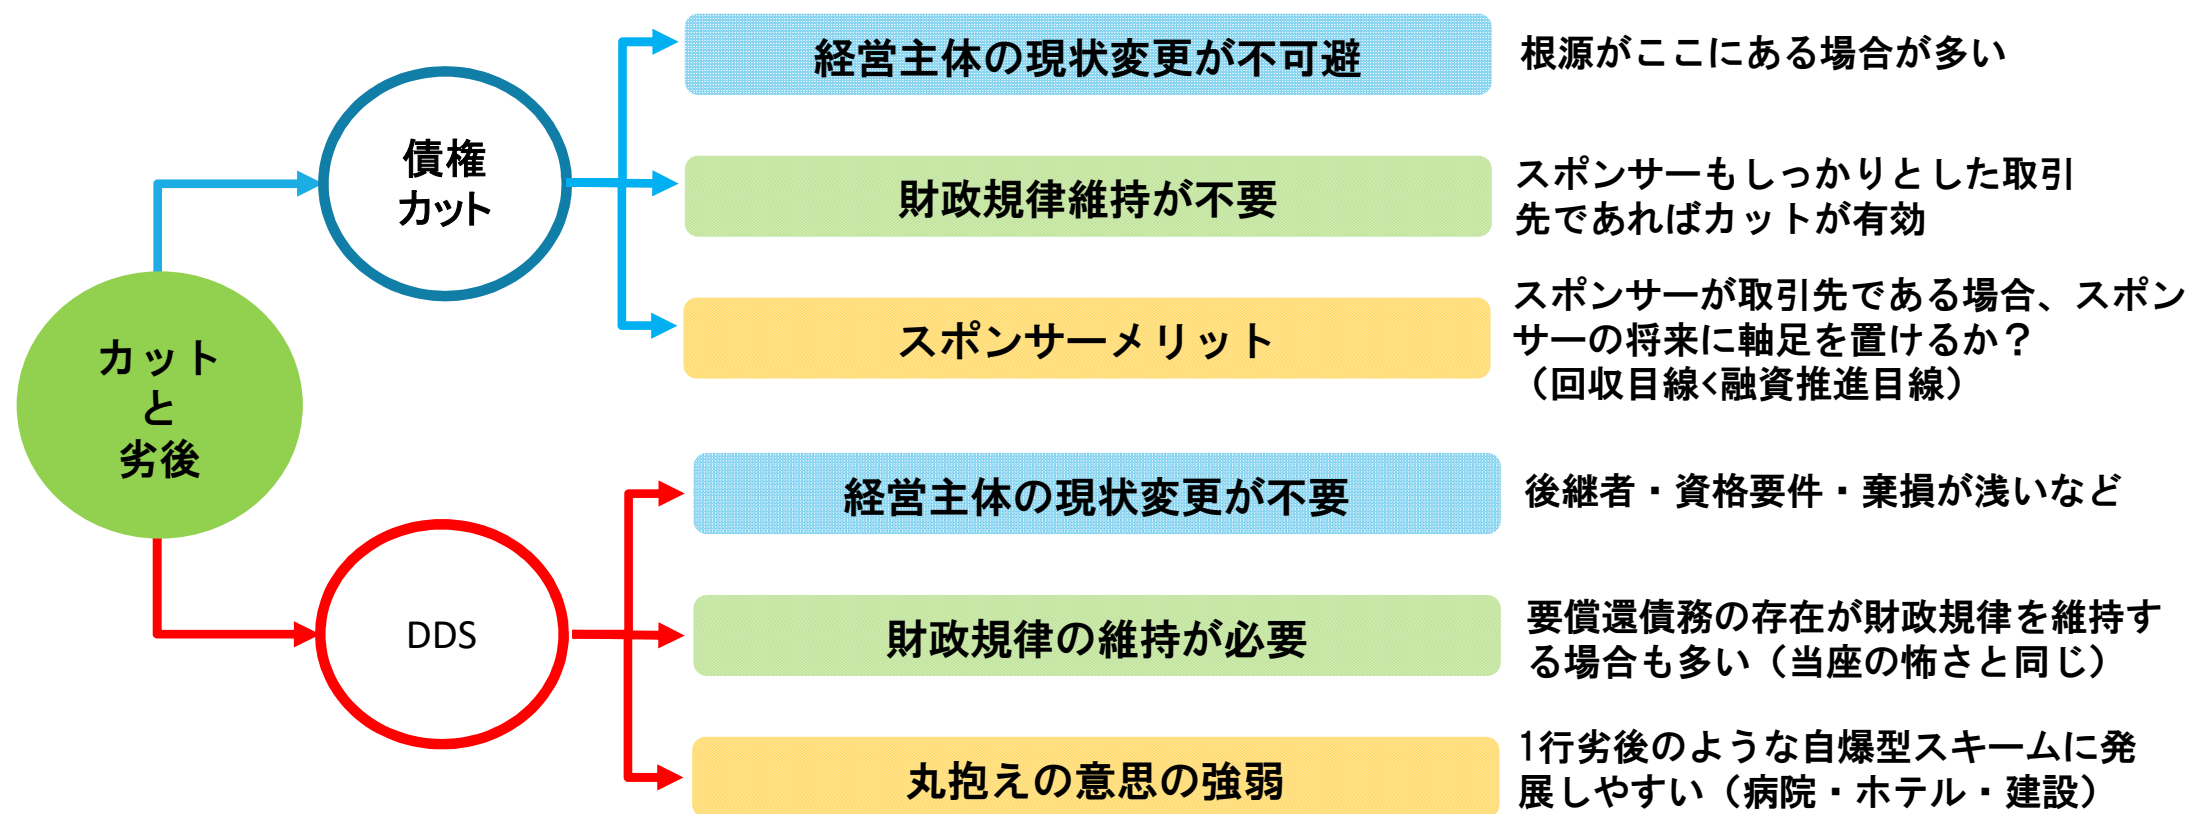 経営主体の現状変更が不可避
根源がここにある場合が多い
債権
カット
財政規律維持が不要
スポンサーもしっかりとした取引
先であればカットが有効
スポンサーメリット
スポンサーが取引先である場合、スポン
サーの将来に軸足を置けるか？
（回収目線<融資推進目線）
カット
と
劣後
経営主体の現状変更が不要
後継者・資格要件・棄損が浅いなど
DDS
財政規律の維持が必要
要償還債務の存在が財政規律を維持す
る場合も多い（当座の怖さと同じ）
丸抱えの意思の強弱
1行劣後のような自爆型スキームに発
展しやすい（病院・ホテル・建設）